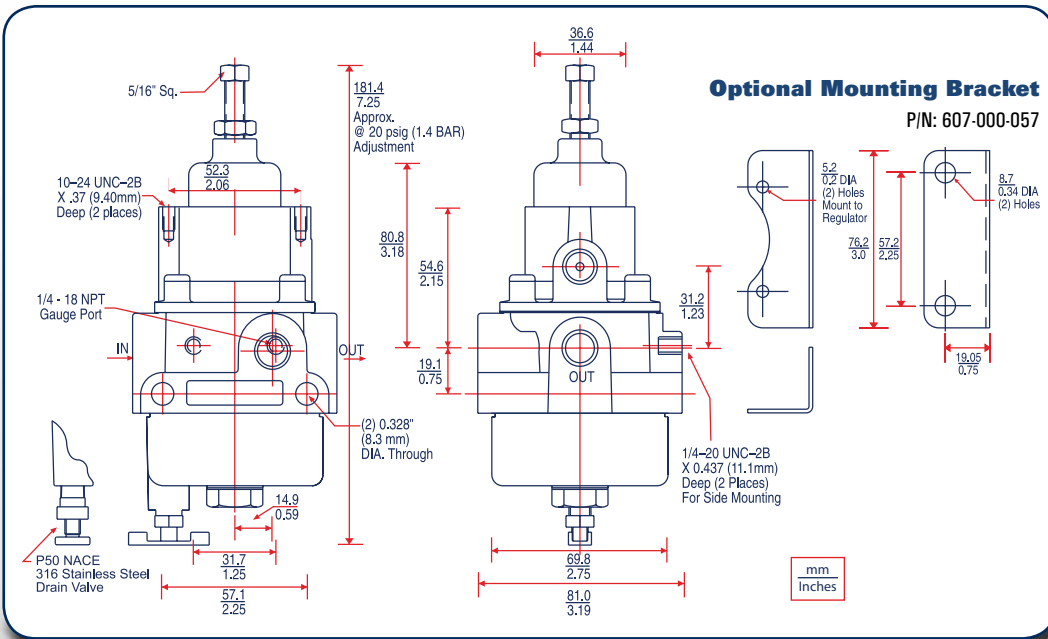 36.6
1.44
5/16" Sq.
181.4
7.25
Approx.
@ 20 psig (1.4 BAR)
Adjustment
Optional Mounting Bracket
P/N: 607-000-057
10–24 UNC–2B
X .37 (9.40mm)
Deep (2 places)
52.3
2.06
5.2
0.2 DIA
(2) Holes
Mount to
Regulator
8.7
0.34 DIA
(2) Holes
80.8
3.18
54.6
2.15
76.2
3.0
57.2
2.25
1/4 - 18 NPT
Gauge Port
31.2
1.23
IN
OUT
19.1
0.75
OUT
19.05
0.75
(2) 0.328"
(8.3 mm)
DIA. Through
1/4–20 UNC–2B
X 0.437 (11.1mm)
Deep (2 Places)
For Side Mounting
14.9
0.59
P50 NACE
316 Stainless Steel
Drain Valve
31.7
1.25
57.1
2.25
69.8
2.75
81.0
3.19
mm
Inches